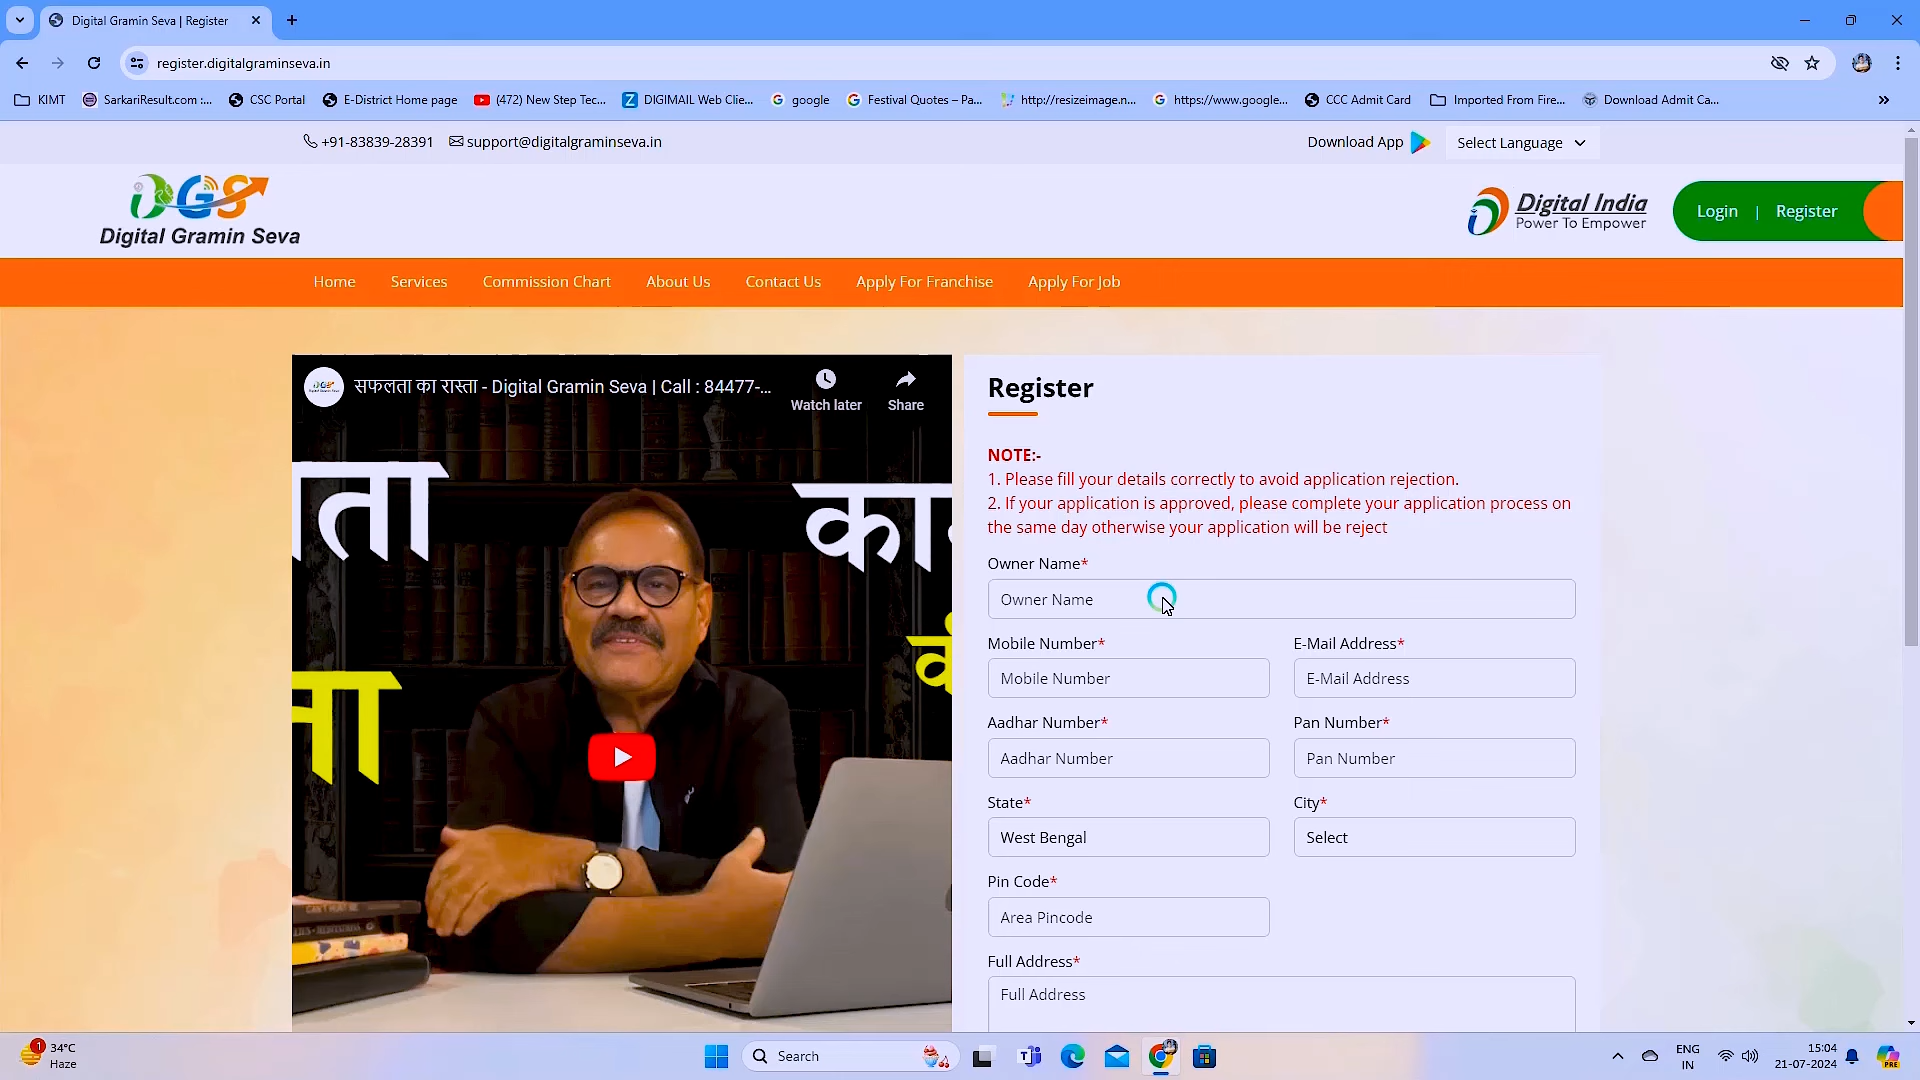 Digital Gramin Seva | Register
register.digitalgraminseva.in
KIMT
SarkariResult.com :...
CSC Portal
E-District Home page
(472) New Step Tec...
DIGIMAIL Web Clie...
google
Festival Quotes – Pa...
http://resizeimage.n...
https://www.google...
CCC Admit Card
Imported From Fire...
Download Admit Ca...
+91-83839-28391
support@digitalgraminseva.in
Download App
Select Language
DGS
Digital Gramin Seva
Digital India
Power To Empower
Login | Register
Home
Services
Commission Chart
About Us
Contact Us
Apply For Franchise
Apply For Job
सफलता का रास्ता - Digital Gramin Seva | Call : 84477-...
Watch later
Share
Register
NOTE:-
1. Please fill your details correctly to avoid application rejection.
2. If your application is approved, please complete your application process on
the same day otherwise your application will be reject
Owner Name*
Owner Name
Mobile Number*
E-Mail Address*
Mobile Number
E-Mail Address
Aadhar Number*
Pan Number*
Aadhar Number
Pan Number
State*
City*
West Bengal
Select
Pin Code*
Area Pincode
Full Address*
Full Address
1
34°C
Haze
Search
ENG
IN
15:04
21-07-2024
PRE